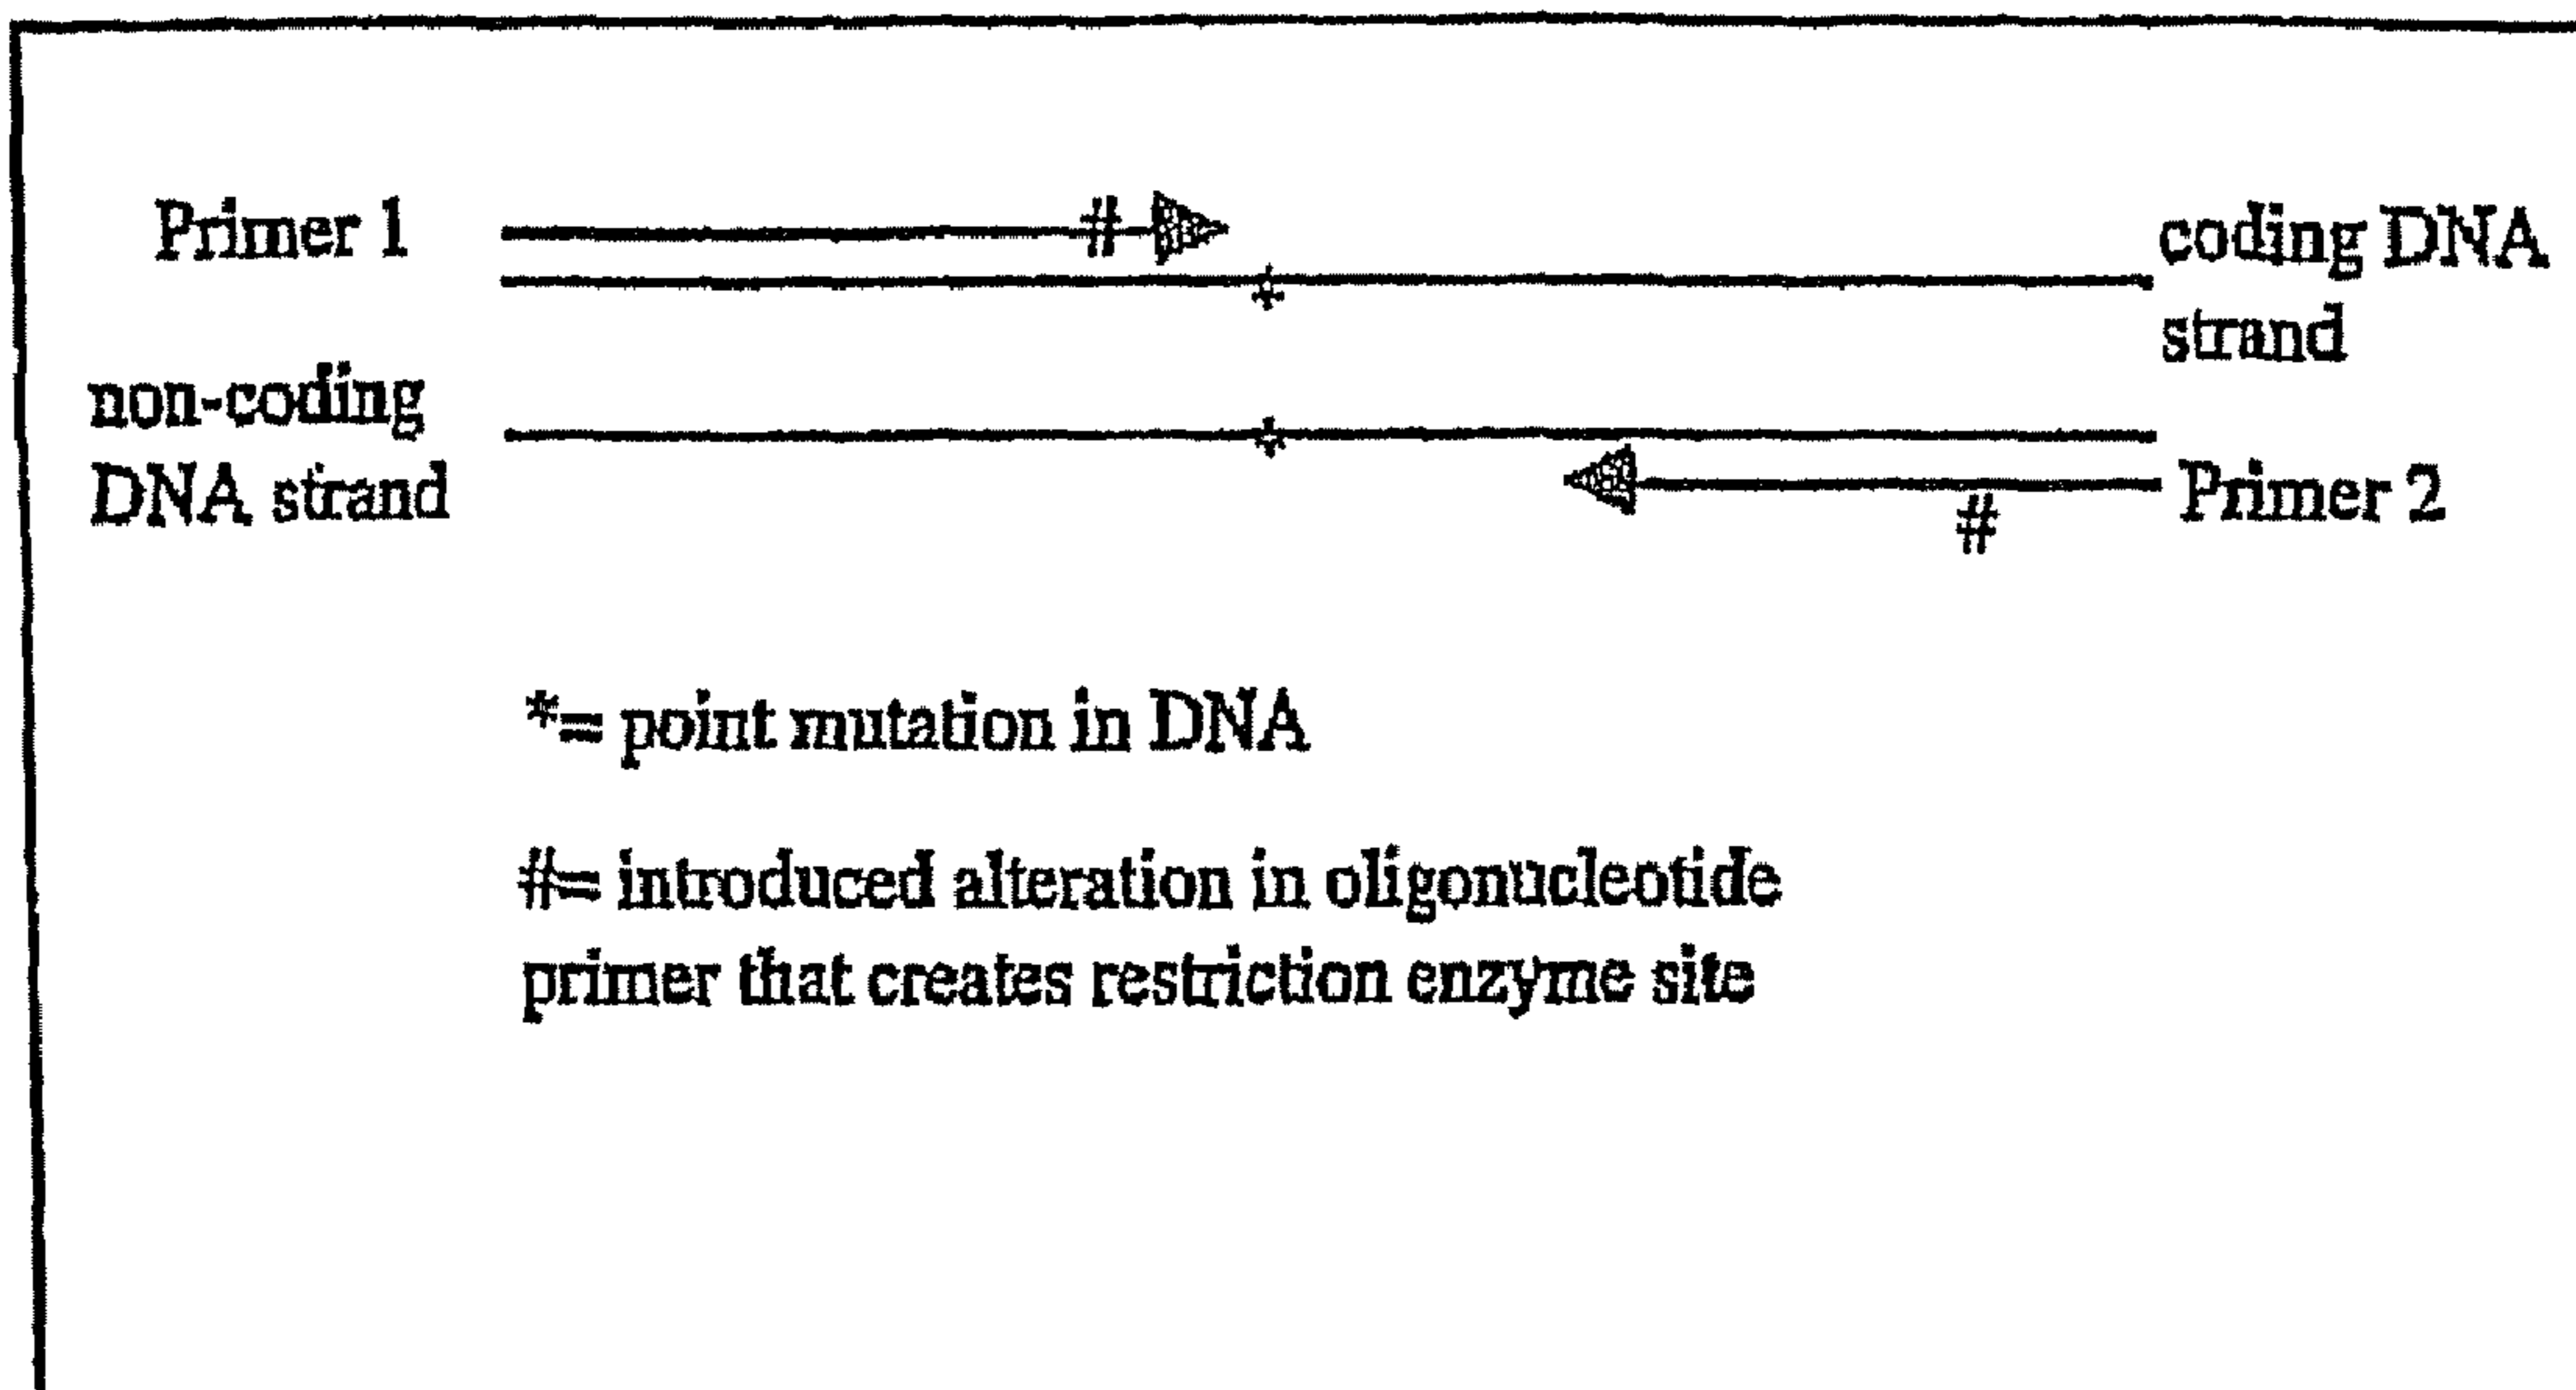 Primer 1
#
coding DNA
strand
*
non-coding
DNA strand
*
Primer 2
#
*= point mutation in DNA
#= introduced alteration in oligonucleotide
primer that creates restriction enzyme site